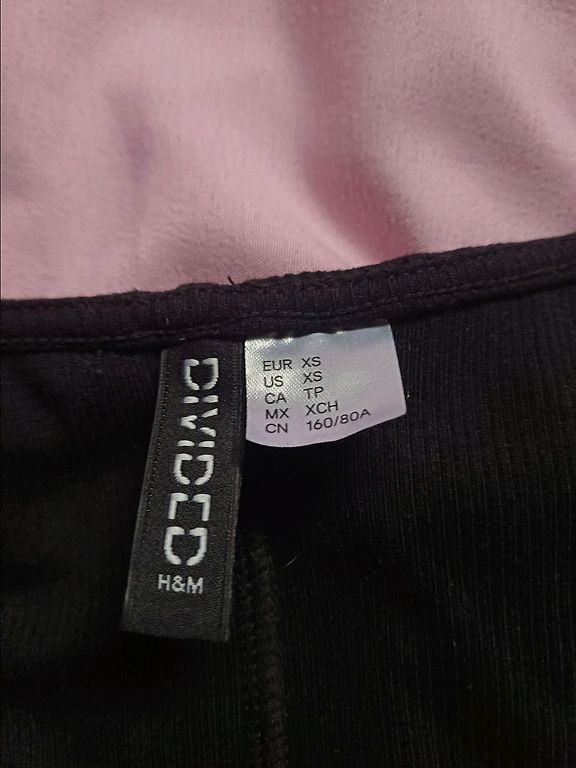 DIVIDED
H&M
EUR XS
US XS
CA TP
MX XCH
CN 160/80A